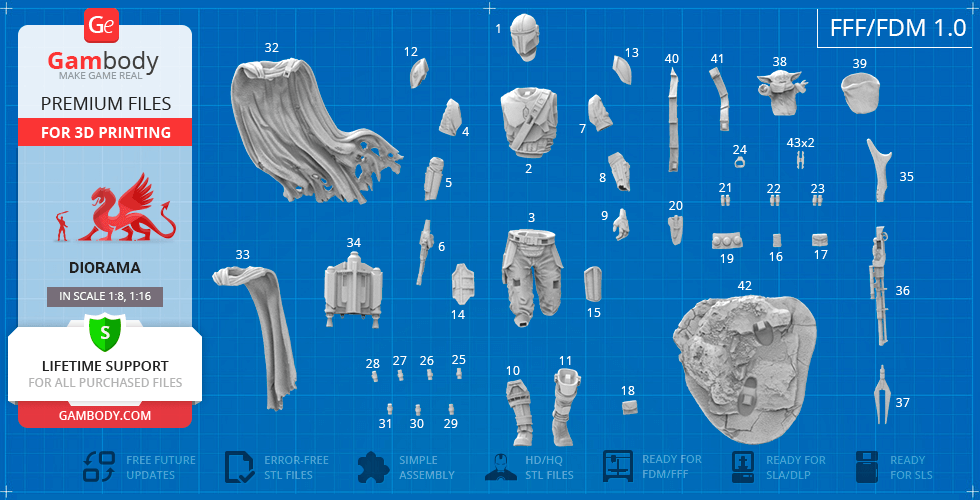 Ge
Gambody
MAKE GAME REAL
PREMIUM FILES
FOR 3D PRINTING
DIORAMA
IN SCALE 1:8, 1:16
S
LIFETIME SUPPORT
FOR ALL PURCHASED FILES
GAMBODY.COM
FFF/FDM 1.0
1
32
12
13
40
41
38
39
4
7
2
24
43x2
5
8
35
21
22
23
9
20
3
6
19
16
17
33
34
14
15
42
36
28
27
26
25
10
11
18
37
31
30
29
FREE FUTURE
UPDATES
ERROR-FREE
STL FILES
SIMPLE
ASSEMBLY
HD/HQ
STL FILES
READY FOR
FDM/FFF
READY FOR
SLA/DLP
READY
FOR SLS